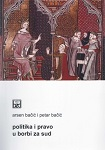 arsen bačić i petar bačić
politika i pravo
u borbi za sud